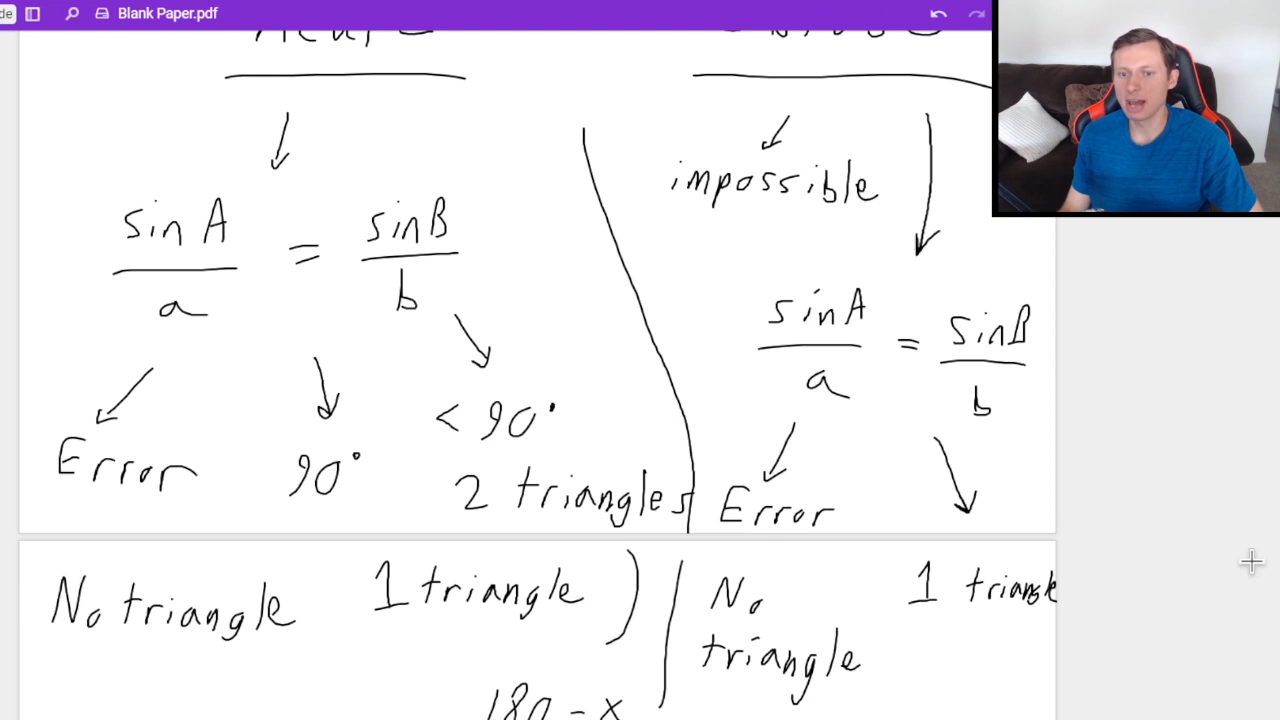 de
Blank Paper.pdf
sin A / a = sin B / b
Error
90°
< 90°
2 triangles
No triangle
1 triangle
180 - x
impossible
sin A / a = sin B / b
Error
No
triangle
1 triangle